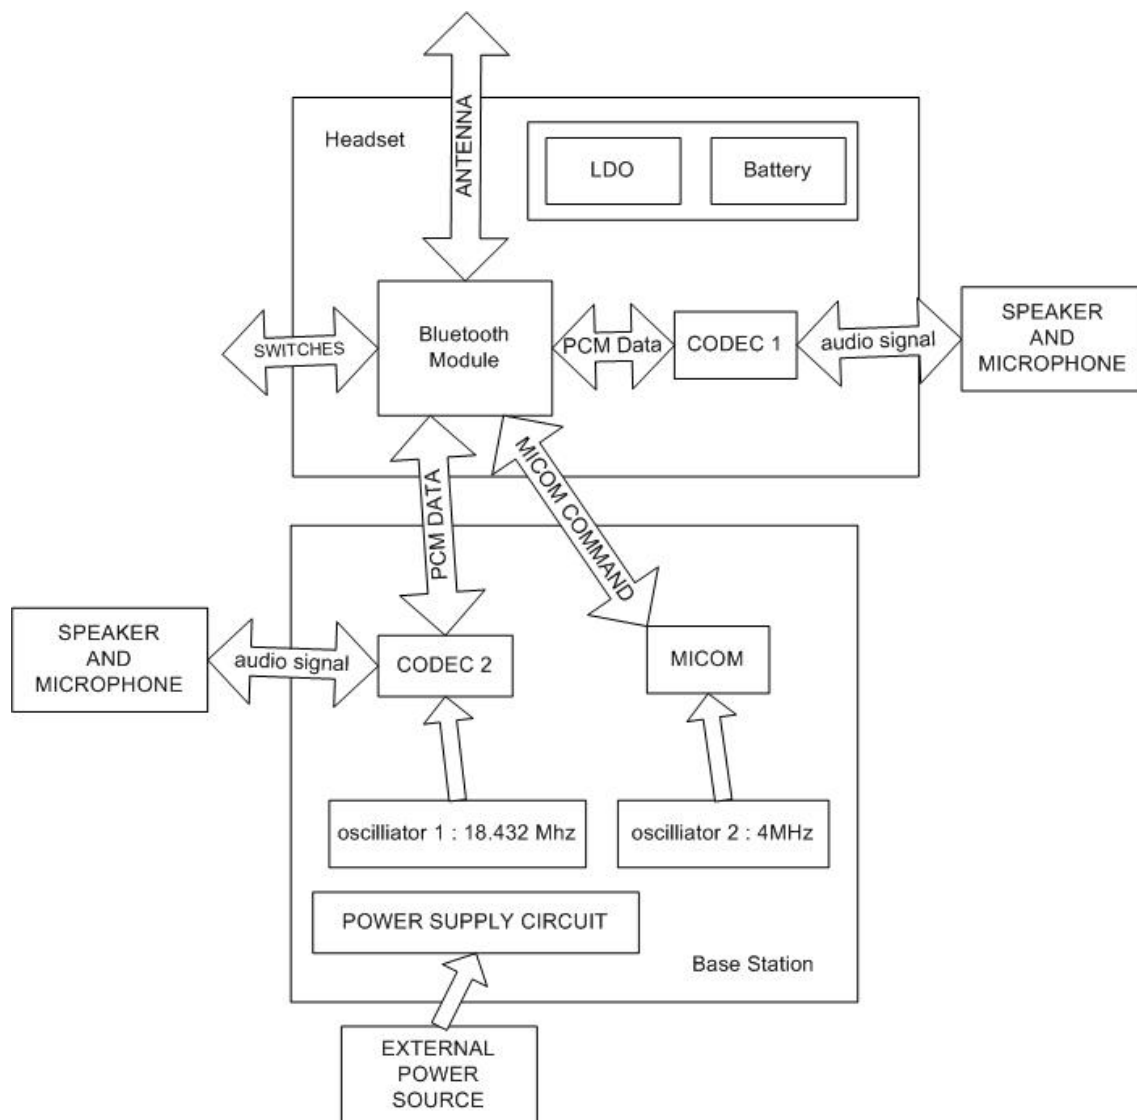 ANTENNA
Headset
LDO
Battery
SWITCHES
Bluetooth
Module
PCM Data
CODEC 1
audio signal
SPEAKER
AND
MICROPHONE
PCM DATA
MICOM COMMAND
SPEAKER
AND
MICROPHONE
audio signal
CODEC 2
MICOM
oscilliator 1 : 18.432 Mhz
oscilliator 2 : 4MHz
POWER SUPPLY CIRCUIT
Base Station
EXTERNAL
POWER
SOURCE